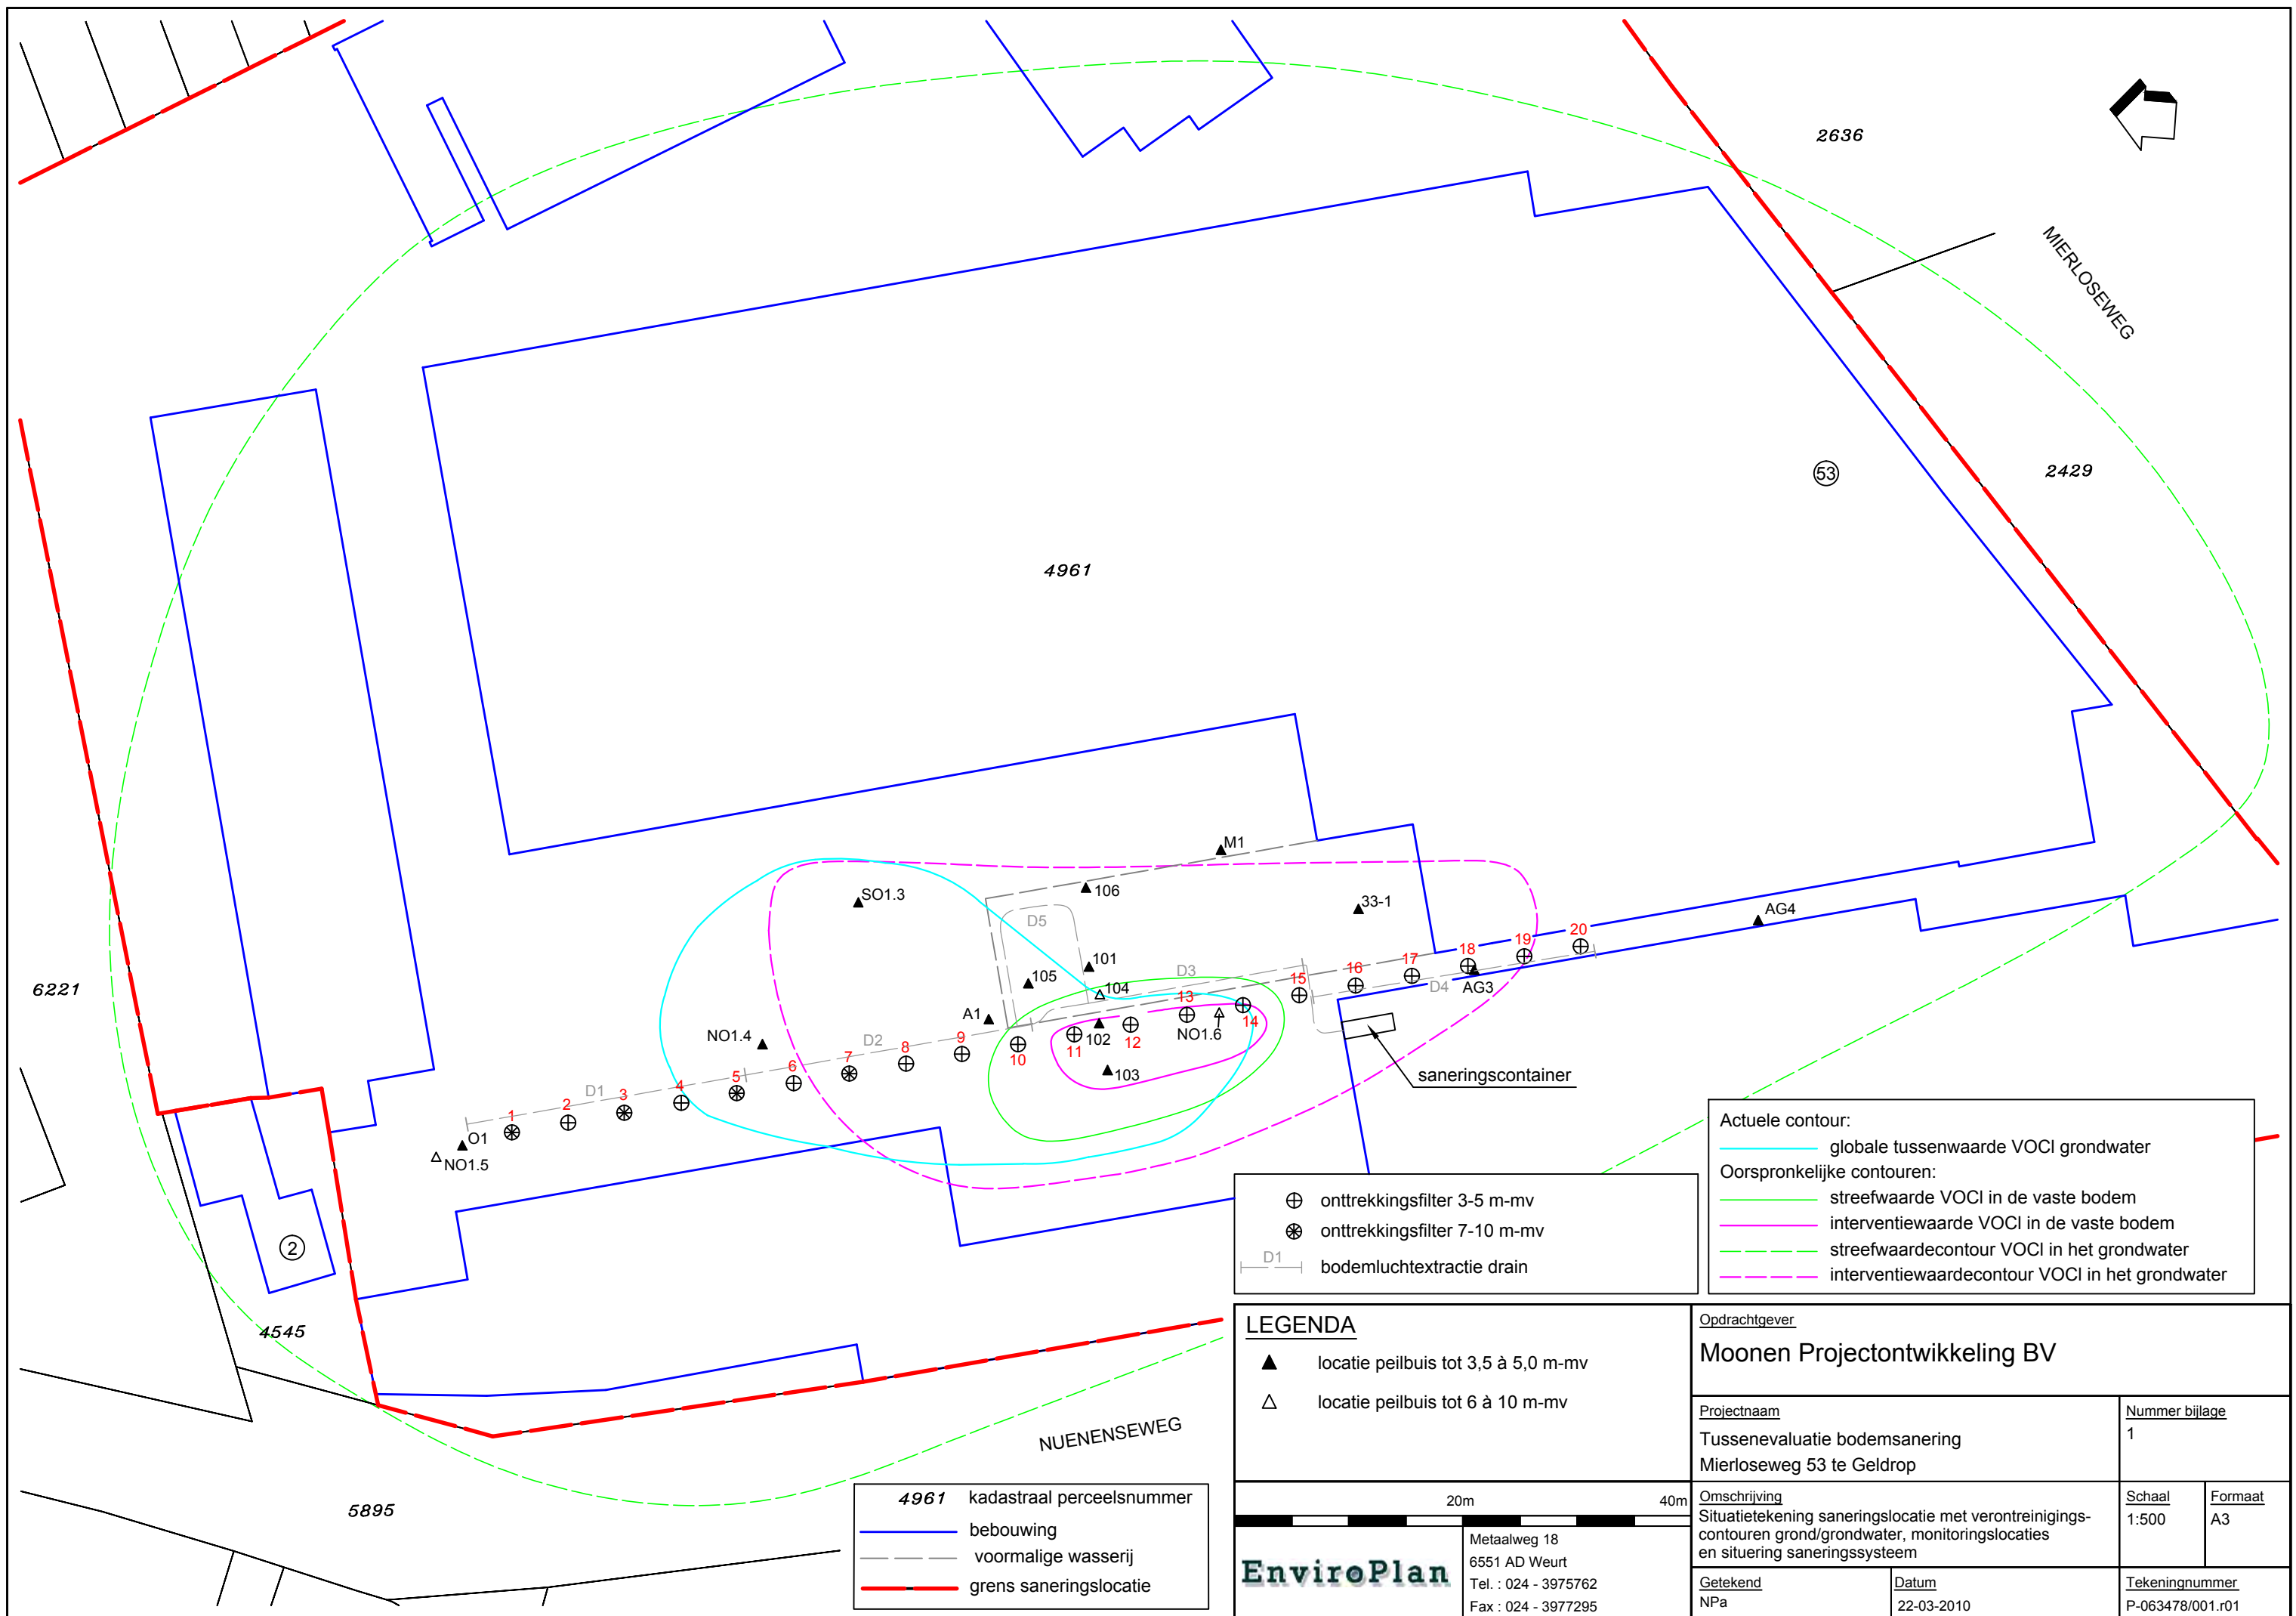 2636
MIERLOSEWEG
53
2429
4961
M1
106
SO1.3
D5
33-1
AG4
101
105
D3
104
A1
D4
AG3
NO1.4
D2
102
NO1.6
103
saneringscontainer
D1
1
2
3
4
5
6
7
8
9
10
11
12
13
14
15
16
17
18
19
20
O1
NO1.5
6221
2
4545
5895
NUENENSEWEG
Actuele contour:
globale tussenwaarde VOCl grondwater
Oorspronkelijke contouren:
streefwaarde VOCl in de vaste bodem
interventiewaarde VOCl in de vaste bodem
streefwaardecontour VOCl in het grondwater
interventiewaardecontour VOCl in het grondwater
onttrekkingsfilter 3-5 m-mv
onttrekkingsfilter 7-10 m-mv
D1 bodemluchtextractie drain
4961 kadastraal perceelsnummer
bebouwing
voormalige wasserij
grens saneringslocatie
LEGENDA
locatie peilbuis tot 3,5 à 5,0 m-mv
locatie peilbuis tot 6 à 10 m-mv
20m 40m
EnviroPlan
Metaalweg 18
6551 AD Weurt
Tel. : 024 - 3975762
Fax : 024 - 3977295
Opdrachtgever
Moonen Projectontwikkeling BV
Projectnaam
Tussenevaluatie bodemsanering
Mierloseweg 53 te Geldrop
Nummer bijlage
1
Omschrijving
Situatietekening saneringslocatie met verontreinigings-
contouren grond/grondwater, monitoringslocaties
en situering saneringssysteem
Schaal
1:500
Formaat
A3
Getekend
NPa
Datum
22-03-2010
Tekeningnummer
P-063478/001.r01